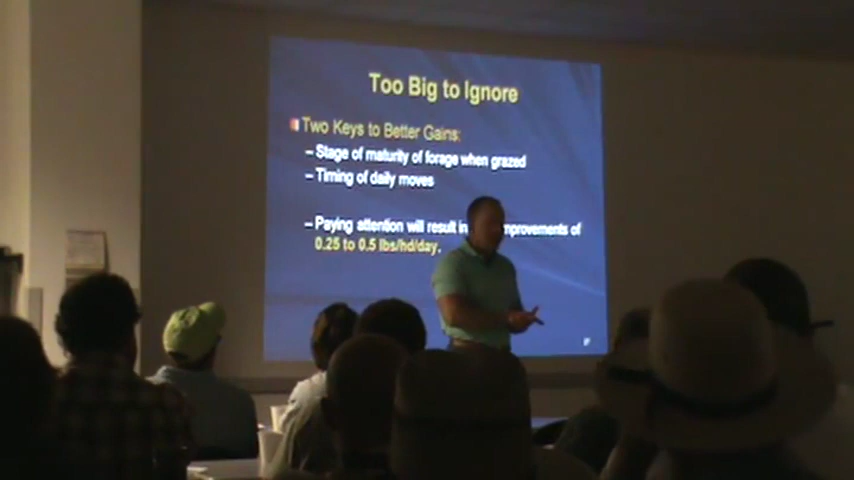 Too Big to Ignore
Two Keys to Better Gains:
– Stage of maturity of forage when grazed
– Timing of daily moves
– Paying attention will result in mprovements of
0.25 to 0.5 lbs/hd/day.